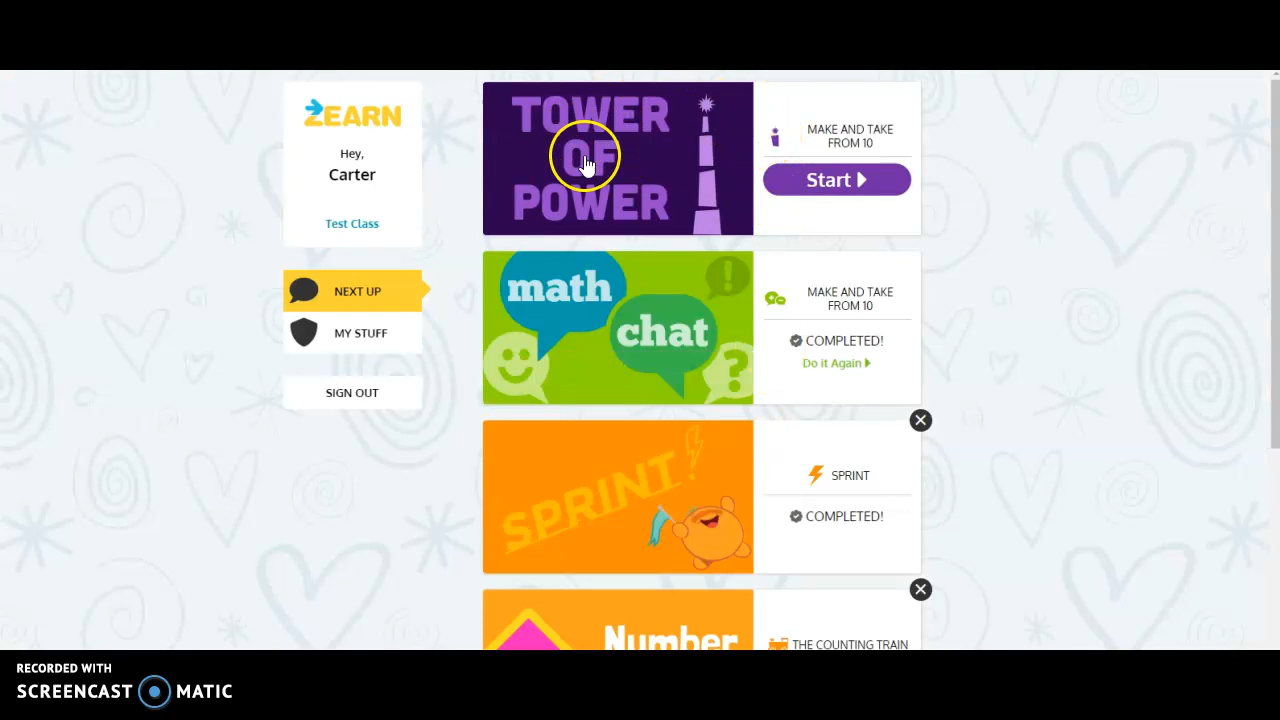 ZEARN
Hey,
Carter
Test Class
NEXT UP
MY STUFF
SIGN OUT
TOWER
OF
POWER
MAKE AND TAKE
FROM 10
Start
math
chat
!
?
MAKE AND TAKE
FROM 10
COMPLETED!
Do it Again
SPRINT
SPRINT
COMPLETED!
Number
THE COUNTING TRAIN
RECORDED WITH
SCREENCAST MATIC